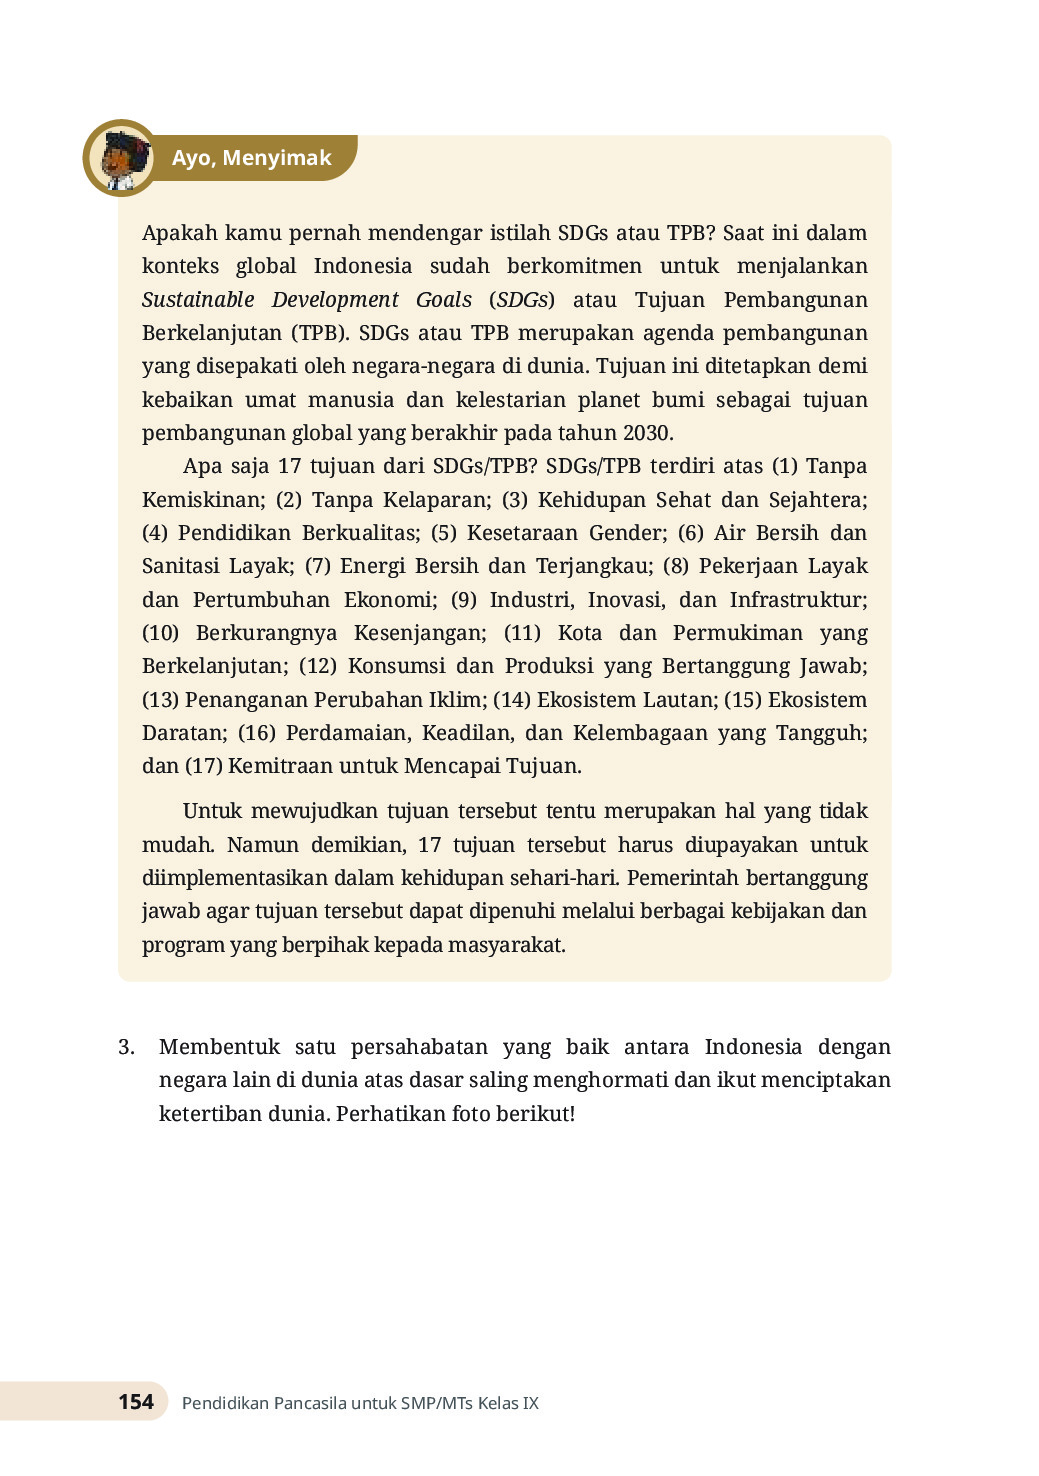 Ayo, Menyimak
Apakah kamu pernah mendengar istilah SDGs atau TPB? Saat ini dalam
konteks global Indonesia sudah berkomitmen untuk menjalankan
Sustainable Development Goals (SDGs) atau Tujuan Pembangunan
Berkelanjutan (TPB). SDGs atau TPB merupakan agenda pembangunan
yang disepakati oleh negara-negara di dunia. Tujuan ini ditetapkan demi
kebaikan umat manusia dan kelestarian planet bumi sebagai tujuan
pembangunan global yang berakhir pada tahun 2030.
Apa saja 17 tujuan dari SDGs/TPB? SDGs/TPB terdiri atas (1) Tanpa
Kemiskinan; (2) Tanpa Kelaparan; (3) Kehidupan Sehat dan Sejahtera;
(4) Pendidikan Berkualitas; (5) Kesetaraan Gender; (6) Air Bersih dan
Sanitasi Layak; (7) Energi Bersih dan Terjangkau; (8) Pekerjaan Layak
dan Pertumbuhan Ekonomi; (9) Industri, Inovasi, dan Infrastruktur;
(10) Berkurangnya Kesenjangan; (11) Kota dan Permukiman yang
Berkelanjutan; (12) Konsumsi dan Produksi yang Bertanggung Jawab;
(13) Penanganan Perubahan Iklim; (14) Ekosistem Lautan; (15) Ekosistem
Daratan; (16) Perdamaian, Keadilan, dan Kelembagaan yang Tangguh;
dan (17) Kemitraan untuk Mencapai Tujuan.
Untuk mewujudkan tujuan tersebut tentu merupakan hal yang tidak
mudah. Namun demikian, 17 tujuan tersebut harus diupayakan untuk
diimplementasikan dalam kehidupan sehari-hari. Pemerintah bertanggung
jawab agar tujuan tersebut dapat dipenuhi melalui berbagai kebijakan dan
program yang berpihak kepada masyarakat.
3. Membentuk satu persahabatan yang baik antara Indonesia dengan
negara lain di dunia atas dasar saling menghormati dan ikut menciptakan
ketertiban dunia. Perhatikan foto berikut!
154 Pendidikan Pancasila untuk SMP/MTs Kelas IX